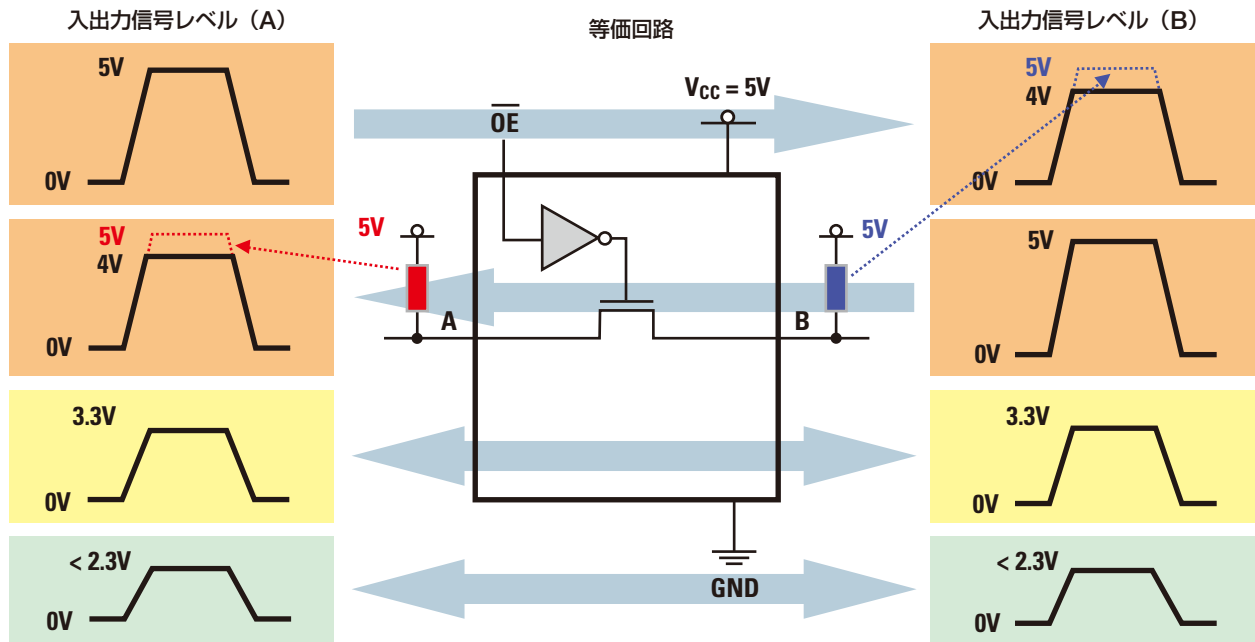 入出力信号レベル（A）
等価回路
入出力信号レベル（B）
5V
0V
5V
4V
0V
3.3V
0V
< 2.3V
0V
OE
VCC = 5V
5V
5V
A
B
GND
5V
4V
0V
5V
0V
3.3V
0V
< 2.3V
0V